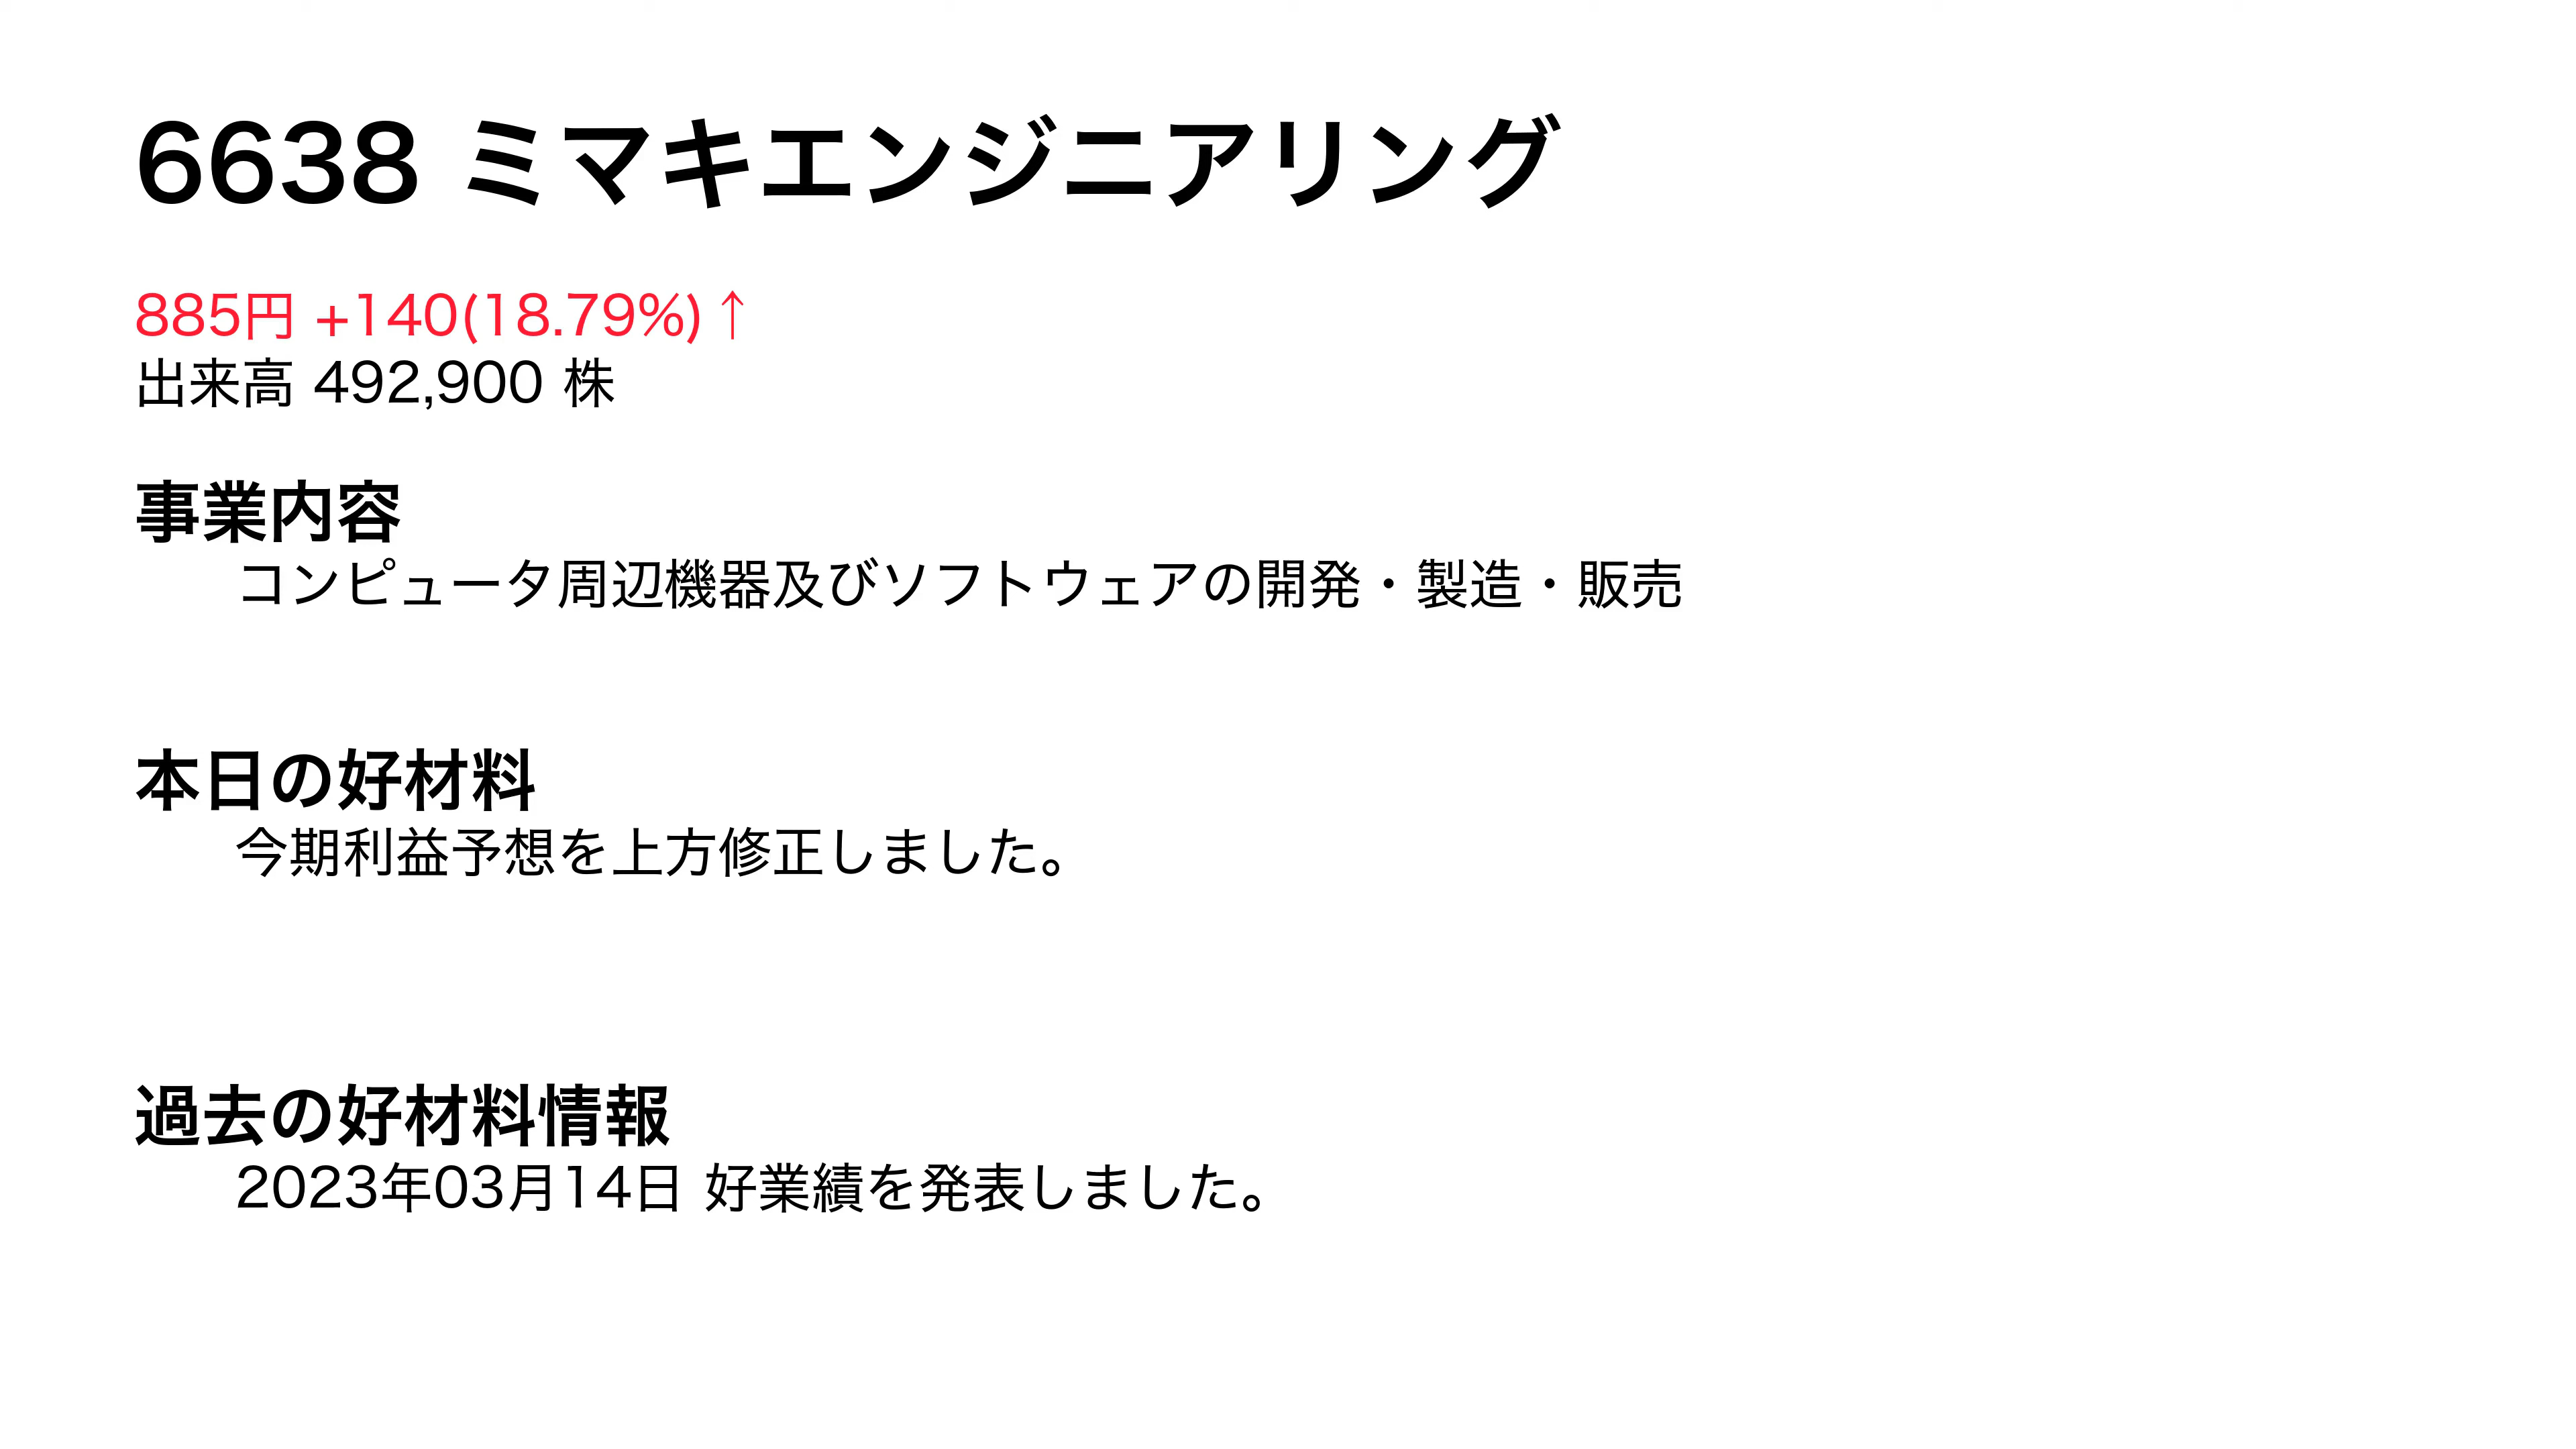 6638 ミマキエンジニアリング
885円 +140(18.79%)↑
出来高 492,900 株
事業内容
コンピュータ周辺機器及びソフトウェアの開発・製造・販売
本日の好材料
今期利益予想を上方修正しました。
過去の好材料情報
2023年03月14日 好業績を発表しました。